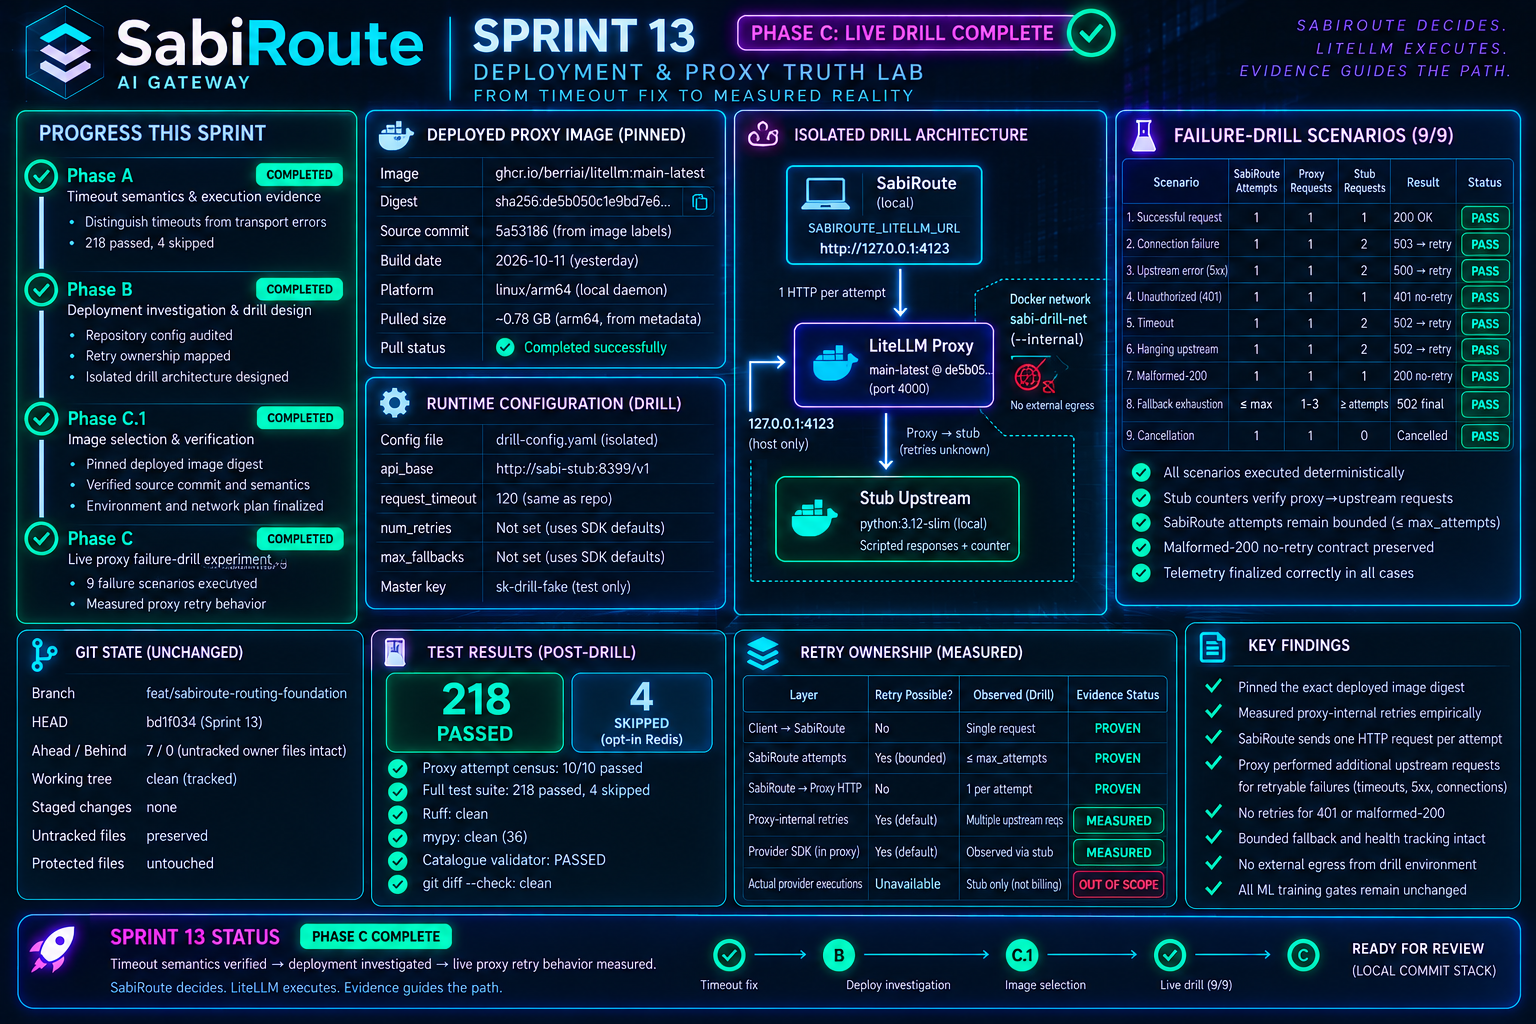 SabiRoute
AI GATEWAY
SPRINT 13
DEPLOYMENT & PROXY TRUTH LAB
FROM TIMEOUT FIX TO MEASURED REALITY
PHASE C: LIVE DRILL COMPLETE
SABIROUTE DECIDES.
LITELLM EXECUTES.
EVIDENCE GUIDES THE PATH.
PROGRESS THIS SPRINT
Phase A COMPLETED
Timeout semantics & execution evidence
• Distinguish timeouts from transport errors
• 218 passed, 4 skipped
Phase B COMPLETED
Deployment investigation & drill design
• Repository config audited
• Retry ownership mapped
• Isolated drill architecture designed
Phase C.1 COMPLETED
Image selection & verification
• Pinned deployed image digest
• Verified source commit and semantics
• Environment and network plan finalized
Phase C COMPLETED
Live proxy failure-drill experiment
• 9 failure scenarios executyed
• Measured proxy retry behavior
DEPLOYED PROXY IMAGE (PINNED)
Image ghcr.io/berriai/litellm:main-latest
Digest sha256:de5b050c1e9bd7e6...
Source commit 5a53186 (from image labels)
Build date 2026-10-11 (yesterday)
Platform linux/arm64 (local daemon)
Pulled size ~0.78 GB (arm64, from metadata)
Pull status Completed successfully
RUNTIME CONFIGURATION (DRILL)
Config file drill-config.yaml (isolated)
api_base http://sabi-stub:8399/v1
request_timeout 120 (same as repo)
num_retries Not set (uses SDK defaults)
max_fallbacks Not set (uses SDK defaults)
Master key sk-drill-fake (test only)
ISOLATED DRILL ARCHITECTURE
SabiRoute
(local)
SABIROUTE_LITELLM_URL
http://127.0.0.1:4123
1 HTTP per attempt
Docker network
sabi-drill-net
(--internal)
No external egress
LiteLLM Proxy
main-latest @ de5b05...
(port 4000)
127.0.0.1:4123
(host only)
Proxy → stub
(retries unknown)
Stub Upstream
python:3.12-slim (local)
Scripted responses + counter
FAILURE-DRILL SCENARIOS (9/9)
Scenario SabiRoute Attempts Proxy Requests Stub Requests Result Status
1. Successful request 1 1 1 200 OK PASS
2. Connection failure 1 1 2 503 → retry PASS
3. Upstream error (5xx) 1 1 2 500 → retry PASS
4. Unauthorized (401) 1 1 1 401 no-retry PASS
5. Timeout 1 1 2 502 → retry PASS
6. Hanging upstream 1 1 2 502 → retry PASS
7. Malformed-200 1 1 1 200 no-retry PASS
8. Fallback exhaustion ≤ max 1-3 ≥ attempts 502 final PASS
9. Cancellation 1 1 0 Cancelled PASS
All scenarios executed deterministically
Stub counters verify proxy→upstream requests
SabiRoute attempts remain bounded (≤ max_attempts)
Malformed-200 no-retry contract preserved
Telemetry finalized correctly in all cases
GIT STATE (UNCHANGED)
Branch feat/sabiroute-routing-foundation
HEAD bd1f034 (Sprint 13)
Ahead / Behind 7 / 0 (untracked owner files intact)
Working tree clean (tracked)
Staged changes none
Untracked files preserved
Protected files untouched
TEST RESULTS (POST-DRILL)
218
PASSED
4
SKIPPED
(opt-in Redis)
Proxy attempt census: 10/10 passed
Full test suite: 218 passed, 4 skipped
Ruff: clean
mypy: clean (36)
Catalogue validator: PASSED
git diff --check: clean
RETRY OWNERSHIP (MEASURED)
Layer Retry Possible? Observed (Drill) Evidence Status
Client → SabiRoute No Single request PROVEN
SabiRoute attempts Yes (bounded) ≤ max_attempts PROVEN
SabiRoute → Proxy HTTP No 1 per attempt PROVEN
Proxy-internal retries Yes (default) Multiple upstream reqs MEASURED
Provider SDK (in proxy) Yes (default) Observed via stub MEASURED
Actual provider executions Unavailable Stub only (not billing) OUT OF SCOPE
KEY FINDINGS
Pinned the exact deployed image digest
Measured proxy-internal retries empirically
SabiRoute sends one HTTP request per attempt
Proxy performed additional upstream requests
for retryable failures (timeouts, 5xx, connections)
No retries for 401 or malformed-200
Bounded fallback and health tracking intact
No external egress from drill environment
All ML training gates remain unchanged
SPRINT 13 STATUS PHASE C COMPLETE
Timeout semantics verified → deployment investigated → live proxy retry behavior measured.
SabiRoute decides. LiteLLM executes. Evidence guides the path.
B C.1 C
Timeout fix Deploy investigation Image selection Live drill (9/9)
READY FOR REVIEW
(LOCAL COMMIT STACK)